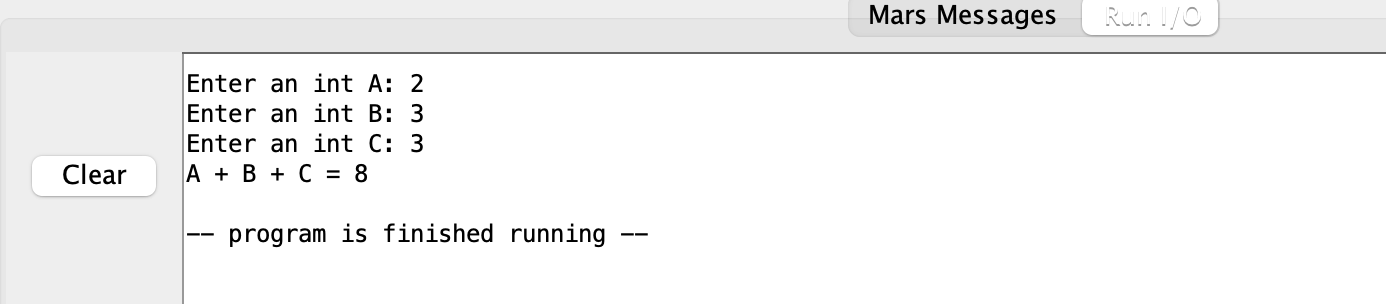 Mars Messages Run I/O
Enter an int A: 2
Enter an int B: 3
Enter an int C: 3
Clear
A + B + C = 8
-- program is finished running --